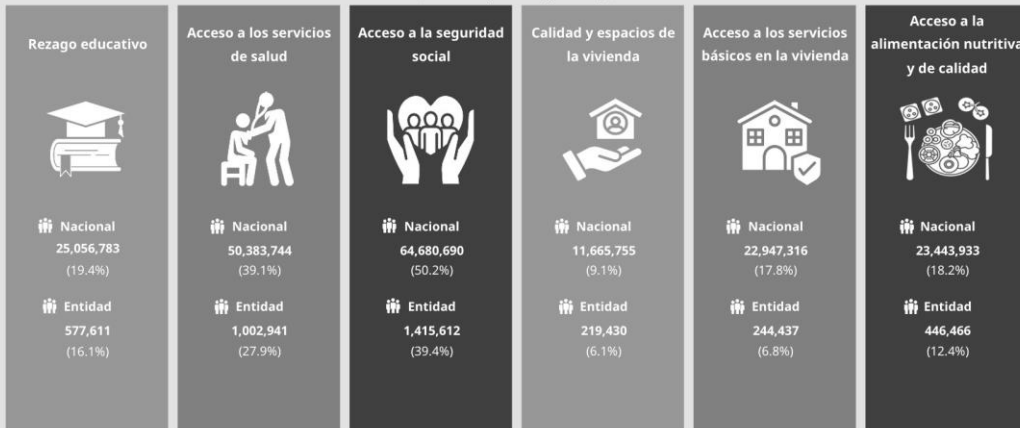 Rezago educativo
Nacional
25,056,783
(19.4%)
Entidad
577,611
(16.1%)
Acceso a los servicios
de salud
Nacional
50,383,744
(39.1%)
Entidad
1,002,941
(27.9%)
Acceso a la seguridad
social
Nacional
64,680,690
(50.2%)
Entidad
1,415,612
(39.4%)
Calidad y espacios de
la vivienda
Nacional
11,665,755
(9.1%)
Entidad
219,430
(6.1%)
Acceso a los servicios
básicos en la vivienda
Nacional
22,947,316
(17.8%)
Entidad
244,437
(6.8%)
Acceso a la
alimentación nutritiva
y de calidad
Nacional
23,443,933
(18.2%)
Entidad
446,466
(12.4%)